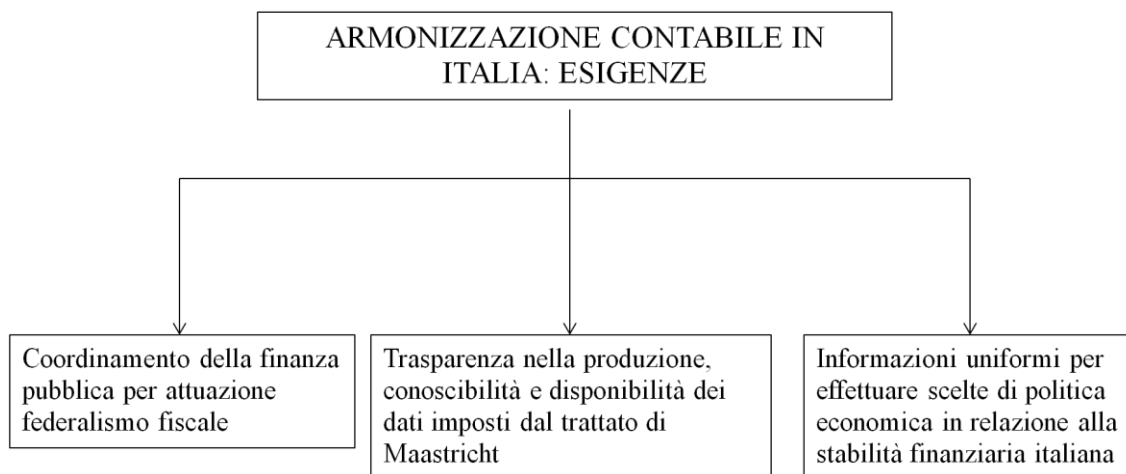 ARMONIZZAZIONE CONTABILE IN
ITALIA: ESIGENZE
Coordinamento della finanza
pubblica per attuazione
federalismo fiscale
Trasparenza nella produzione,
conoscibilità e disponibilità dei
dati imposti dal trattato di
Maastricht
Informazioni uniformi per
effettuare scelte di politica
economica in relazione alla
stabilità finanziaria italiana